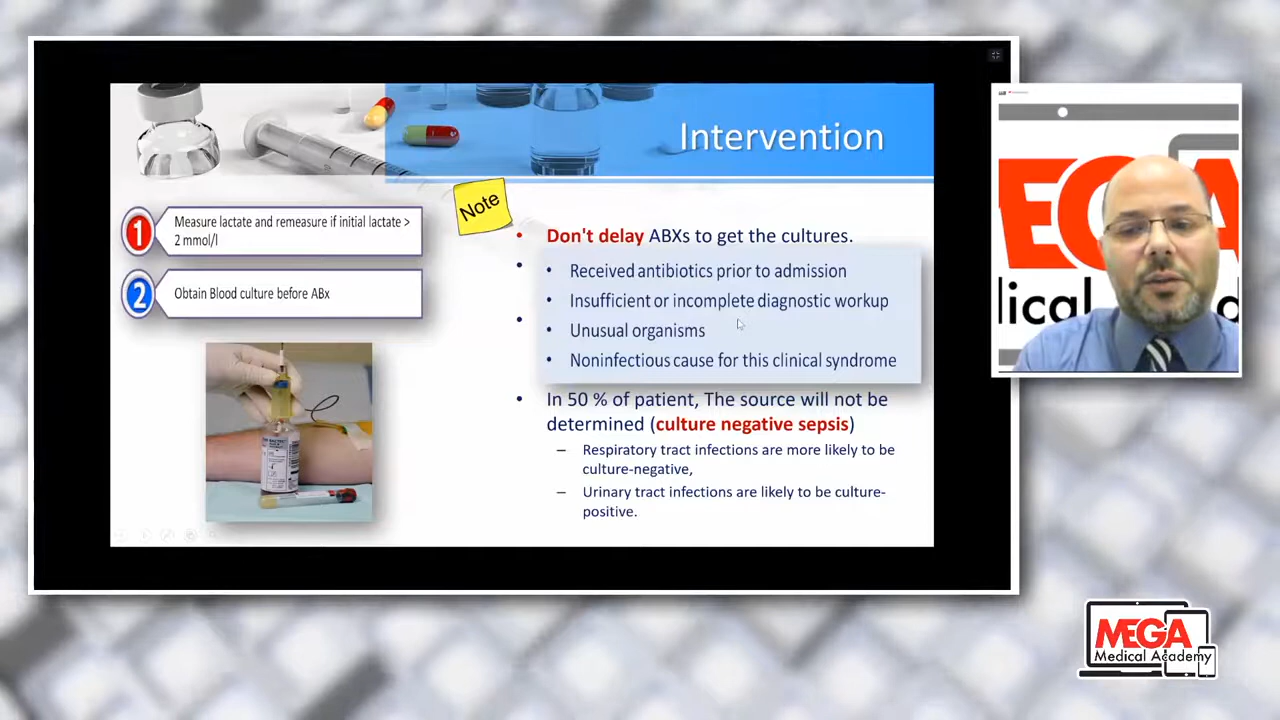 Intervention
Note
1
Measure lactate and remeasure if initial lactate >
2 mmol/l
2
Obtain Blood culture before ABx
• Don't delay ABXs to get the cultures.
• Received antibiotics prior to admission
• Insufficient or incomplete diagnostic workup
• Unusual organisms
• Noninfectious cause for this clinical syndrome
• In 50 % of patient, The source will not be
determined (culture negative sepsis)
– Respiratory tract infections are more likely to be
culture-negative,
– Urinary tract infections are likely to be culture-
positive.
MEGA
Medical Academy